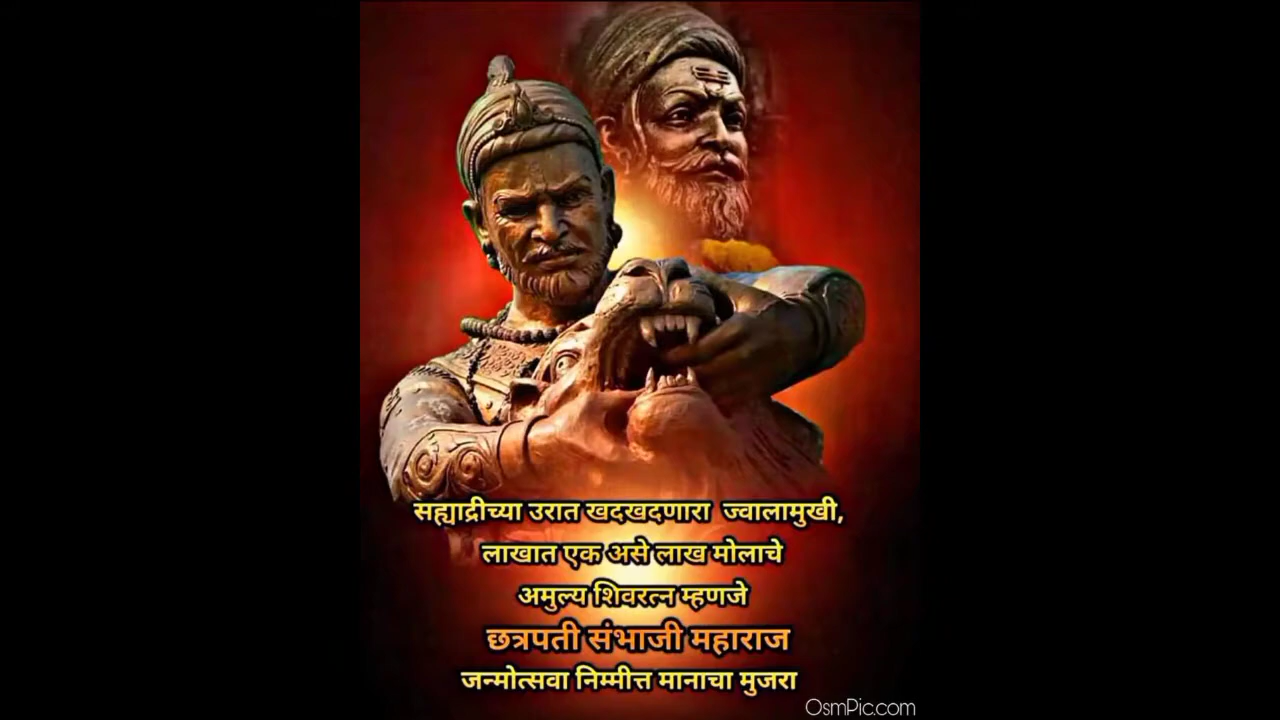 सह्याद्रीच्या उरात खदखदणारा ज्वालामुखी,
लाखात एक असे लाख मोलाचे
अमुल्य शिवरत्न म्हणजे
छत्रपती संभाजी महाराज
जन्मोत्सवा निम्मीत्त मानाचा मुजरा
OsmPic.com